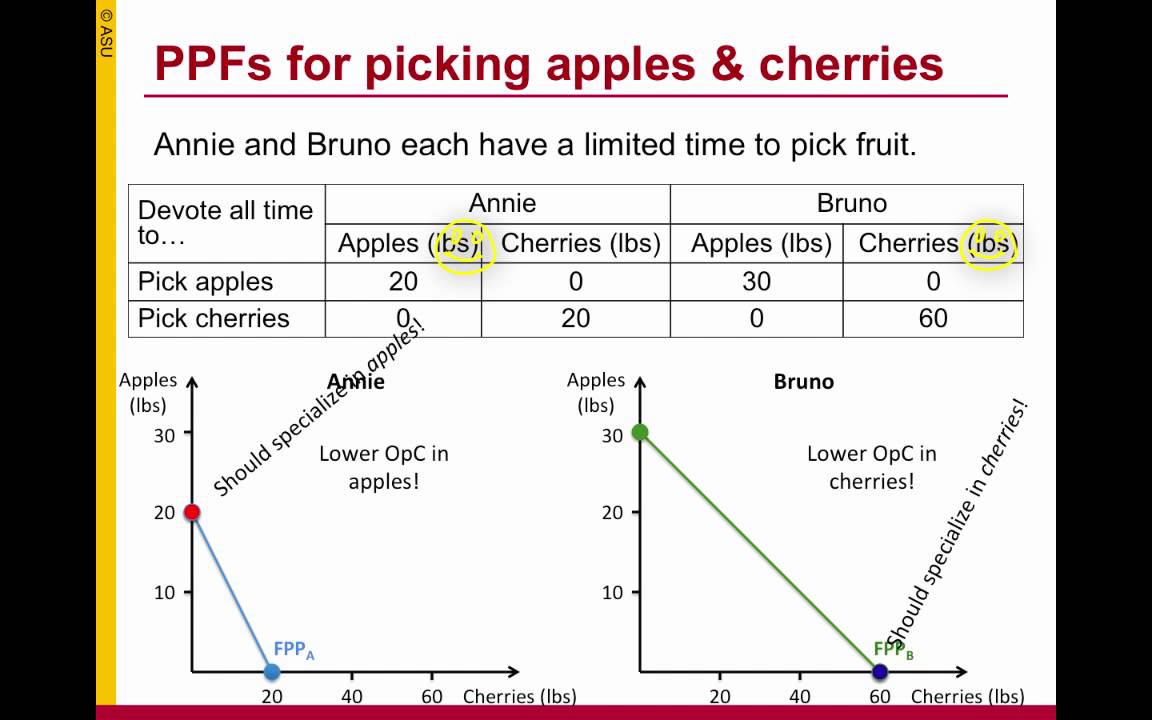 © ASU
PPFs for picking apples & cherries
Annie and Bruno each have a limited time to pick fruit.
Devote all time to… Annie Bruno
Apples (lbs) Cherries (lbs) Apples (lbs) Cherries (lbs)
Pick apples 20 0 30 0
Pick cherries 0 20 0 60
Apples
(lbs)
Annie
Should specialize in apples!
Lower OpC in
apples!
30
20
10
FPPA
20 40 60 Cherries (lbs)
Apples
(lbs)
Bruno
Lower OpC in
cherries!
Should specialize in cherries!
30
20
10
FPPB
20 40 60 Cherries (lbs)